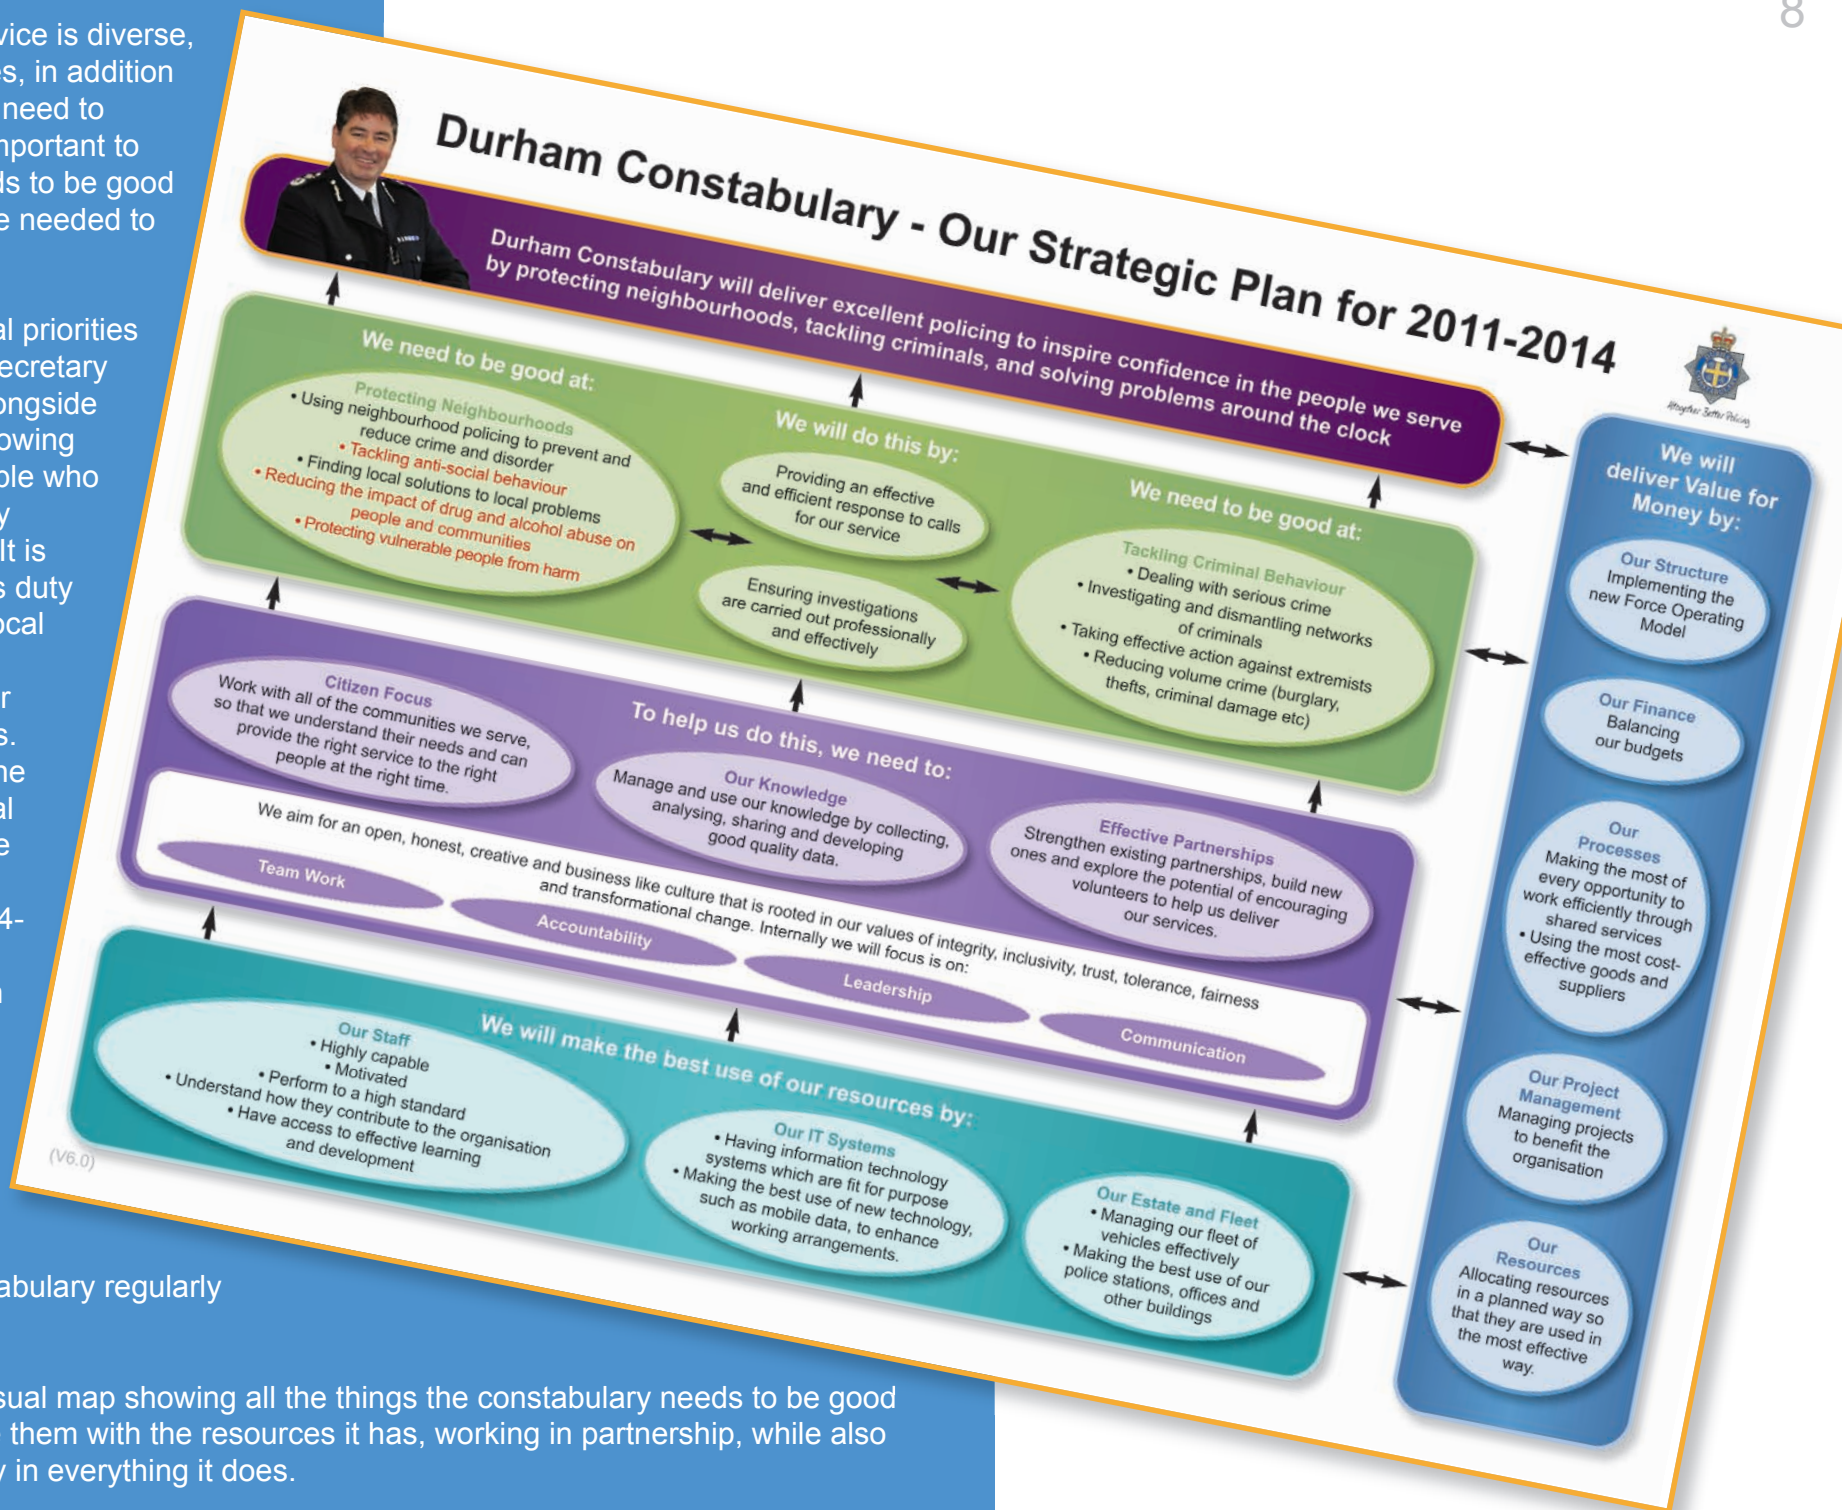 8
vice is diverse,
es, in addition
need to
mportant to
ds to be good
e needed to
al priorities
ecretary
ongside
owing
ple who
y
It is
s duty
ocal
r
s.
he
al
e
4-
n
tabulary regularly
sual map showing all the things the constabulary needs to be good
e them with the resources it has, working in partnership, while also
y in everything it does.
Durham Constabulary - Our Strategic Plan for 2011-2014
Altogether Better Policing
Durham Constabulary will deliver excellent policing to inspire confidence in the people we serve
by protecting neighbourhoods, tackling criminals, and solving problems around the clock
We need to be good at:
Protecting Neighbourhoods
• Using neighbourhood policing to prevent and
reduce crime and disorder
• Tackling anti-social behaviour
• Finding local solutions to local problems
• Reducing the impact of drug and alcohol abuse on
people and communities
• Protecting vulnerable people from harm
We will do this by:
Providing an effective
and efficient response to calls
for our service
Ensuring investigations
are carried out professionally
and effectively
We need to be good at:
Tackling Criminal Behaviour
• Dealing with serious crime
• Investigating and dismantling networks
of criminals
• Taking effective action against extremists
• Reducing volume crime (burglary,
thefts, criminal damage etc)
To help us do this, we need to:
Citizen Focus
Work with all of the communities we serve,
so that we understand their needs and can
provide the right service to the right
people at the right time.
Our Knowledge
Manage and use our knowledge by collecting,
analysing, sharing and developing
good quality data.
Effective Partnerships
Strengthen existing partnerships, build new
ones and explore the potential of encouraging
volunteers to help us deliver
our services.
We aim for an open, honest, creative and business like culture that is rooted in our values of integrity, inclusivity, trust, tolerance, fairness
and transformational change. Internally we will focus is on:
Team Work
Accountability
Leadership
Communication
We will make the best use of our resources by:
Our Staff
• Highly capable
• Motivated
• Perform to a high standard
• Understand how they contribute to the organisation
• Have access to effective learning
and development
Our IT Systems
• Having information technology
systems which are fit for purpose
• Making the best use of new technology,
such as mobile data, to enhance
working arrangements.
Our Estate and Fleet
• Managing our fleet of
vehicles effectively
• Making the best use of our
police stations, offices and
other buildings
(V6.0)
We will
deliver Value for
Money by:
Our Structure
Implementing the
new Force Operating
Model
Our Finance
Balancing
our budgets
Our
Processes
Making the most of
every opportunity to
work efficiently through
shared services
• Using the most cost-
effective goods and
suppliers
Our Project
Management
Managing projects
to benefit the
organisation
Our
Resources
Allocating resources
in a planned way so
that they are used in
the most effective
way.